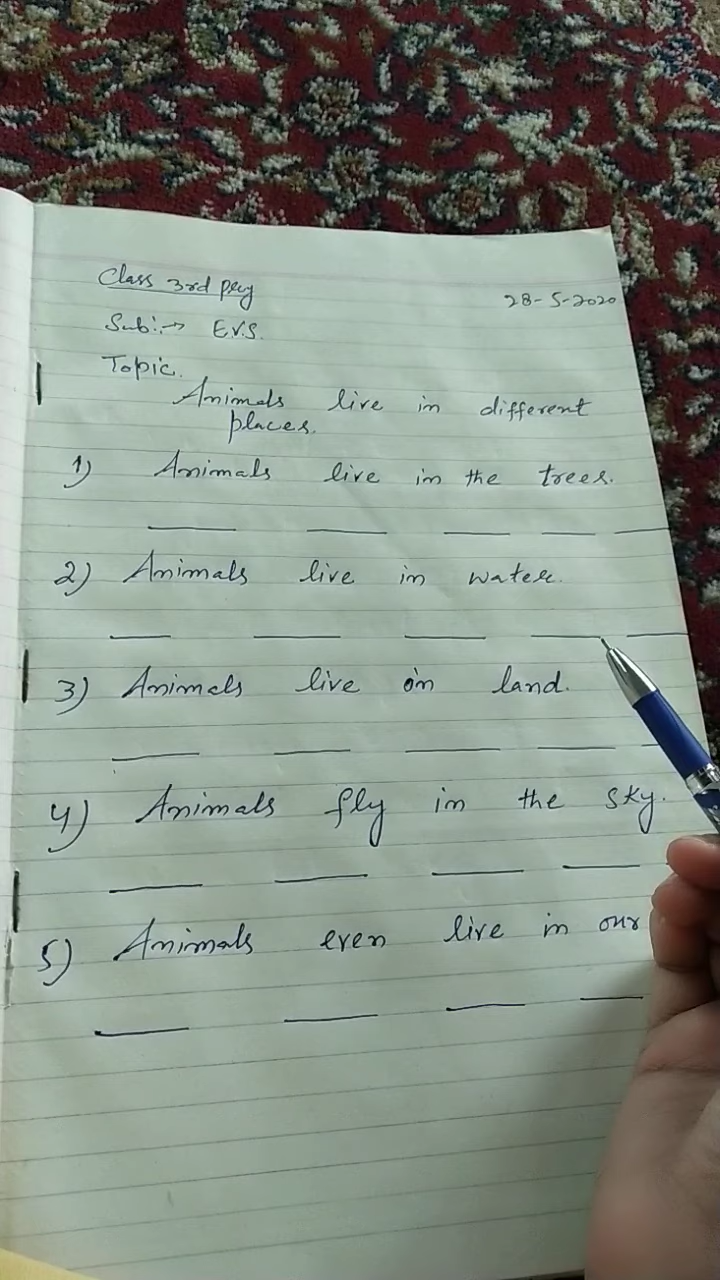 Class 3rd
28-5-2020
Sub:→ E.V.S.
Topic.
Animals live in different
places.
1) Animals live in the trees.
2) Animals live in water.
3) Animals live on land.
4) Animals fly in the sky.
5) Animals even live in our